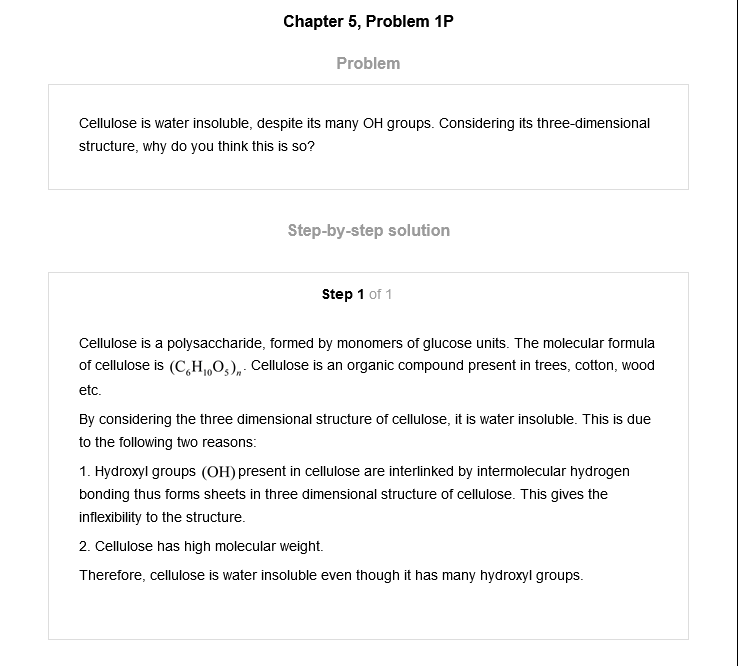 Chapter 5, Problem 1P
Problem
Cellulose is water insoluble, despite its many OH groups. Considering its three-dimensional
structure, why do you think this is so?
Step-by-step solution
Step 1 of 1
Cellulose is a polysaccharide, formed by monomers of glucose units. The molecular formula
of cellulose is (C₆H₁₀O₅)ₙ. Cellulose is an organic compound present in trees, cotton, wood
etc.
By considering the three dimensional structure of cellulose, it is water insoluble. This is due
to the following two reasons:
1. Hydroxyl groups (OH) present in cellulose are interlinked by intermolecular hydrogen
bonding thus forms sheets in three dimensional structure of cellulose. This gives the
inflexibility to the structure.
2. Cellulose has high molecular weight.
Therefore, cellulose is water insoluble even though it has many hydroxyl groups.